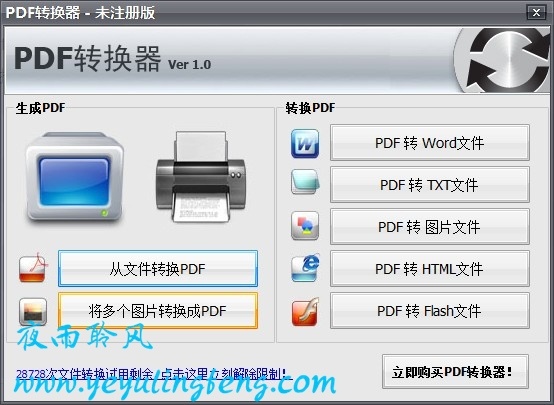 PDF转换器 - 未注册版
PDF转换器 Ver 1.0
生成PDF
从文件转换PDF
将多个图片转换成PDF
转换PDF
PDF 转 Word文件
PDF 转 TXT文件
PDF 转 图片文件
PDF 转 HTML文件
PDF 转 Flash文件
夜雨聆风
28728次文件转换试用剩余,点击这里立刻解除限制!
www.yeyulingfeng.com
立即购买PDF转换器!